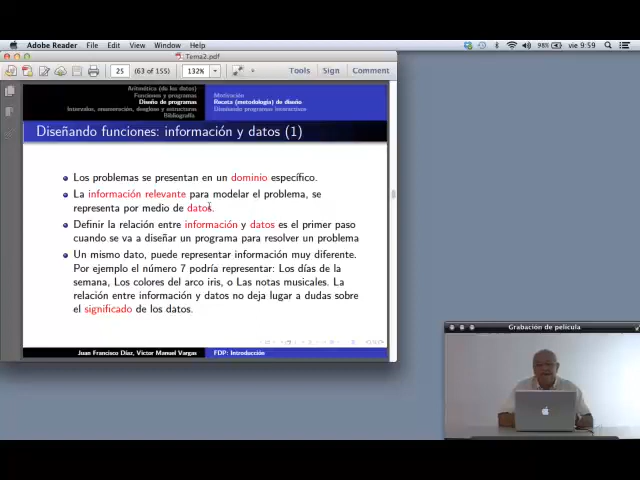 Adobe Reader File Edit View Window Help
98% vie 9:59
Tema2.pdf
25 (63 of 155) 132% Tools Sign Comment
Aritmética (de los datos)
Funciones y programas
Diseño de programas
Intervalos, enumeración, desglose y estructuras
Bibliografía
Motivación
Receta (metodología) de diseño
Diseñando programas interactivos
Diseñando funciones: información y datos (1)
Los problemas se presentan en un dominio específico.
La información relevante para modelar el problema, se
representa por medio de datos.
Definir la relación entre información y datos es el primer paso
cuando se va a diseñar un programa para resolver un problema
Un mismo dato, puede representar información muy diferente.
Por ejemplo el número 7 podría representar: Los días de la
semana, Los colores del arco iris, o Las notas musicales. La
relación entre información y datos no deja lugar a dudas sobre
el significado de los datos.
Juan Francisco Díaz, Víctor Manuel Vargas
FDP: Introducción
Grabación de película